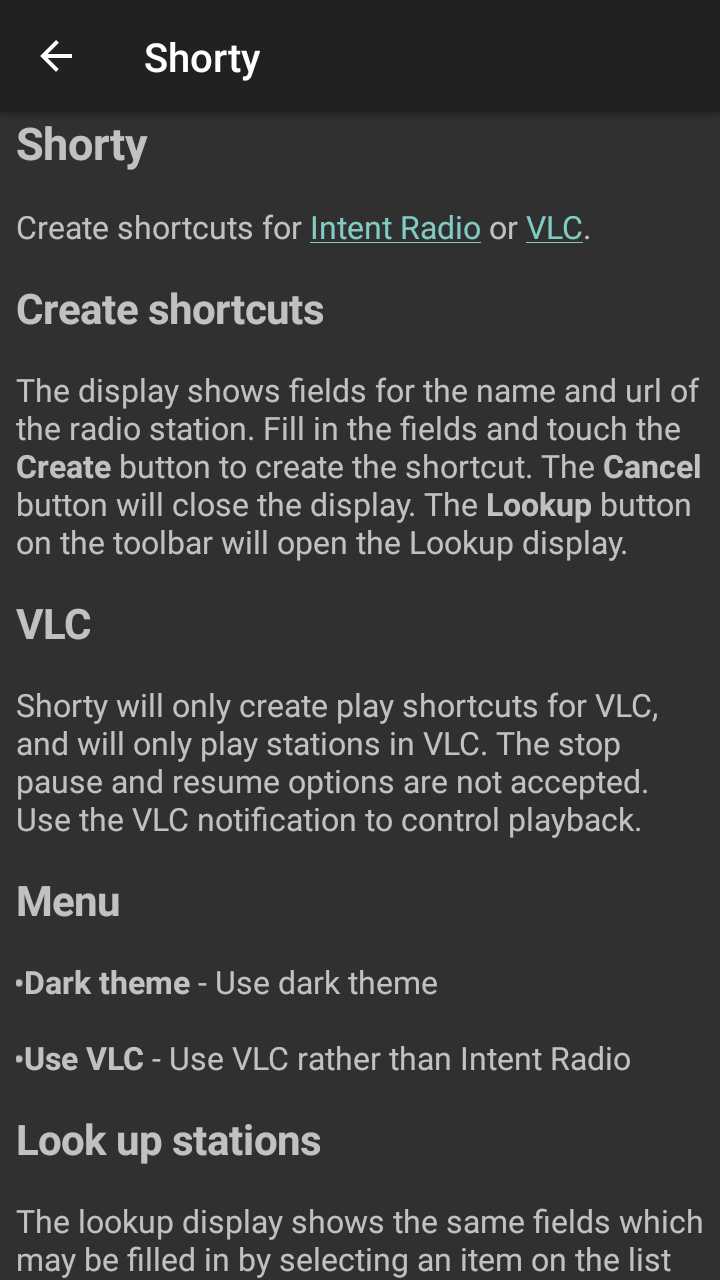 Shorty
Shorty
Create shortcuts for Intent Radio or VLC.
Create shortcuts
The display shows fields for the name and url of
the radio station. Fill in the fields and touch the
Create button to create the shortcut. The Cancel
button will close the display. The Lookup button
on the toolbar will open the Lookup display.
VLC
Shorty will only create play shortcuts for VLC,
and will only play stations in VLC. The stop
pause and resume options are not accepted.
Use the VLC notification to control playback.
Menu
•Dark theme - Use dark theme
•Use VLC - Use VLC rather than Intent Radio
Look up stations
The lookup display shows the same fields which
may be filled in by selecting an item on the list